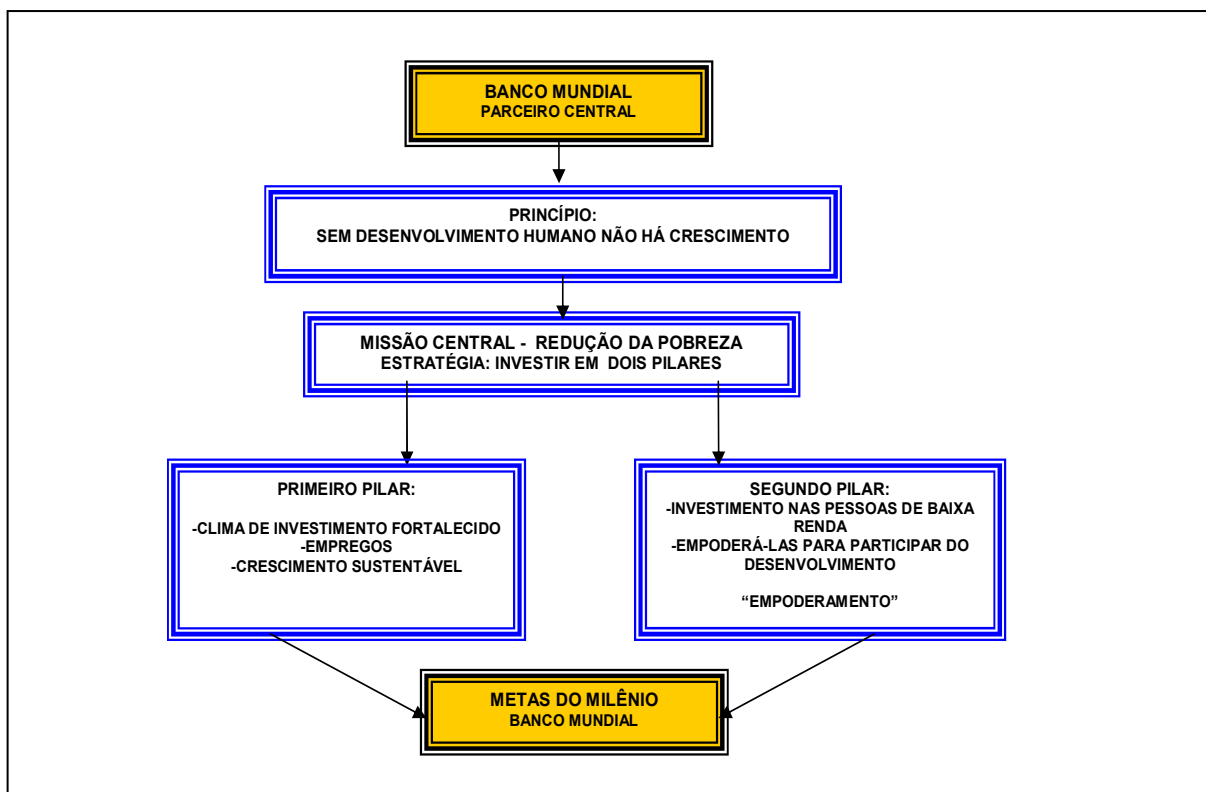 BANCO MUNDIAL
PARCEIRO CENTRAL
PRINCÍPIO:
SEM DESENVOLVIMENTO HUMANO NÃO HÁ CRESCIMENTO
MISSÃO CENTRAL - REDUÇÃO DA POBREZA
ESTRATÉGIA: INVESTIR EM DOIS PILARES
PRIMEIRO PILAR:
-CLIMA DE INVESTIMENTO FORTALECIDO
-EMPREGOS
-CRESCIMENTO SUSTENTÁVEL
SEGUNDO PILAR:
-INVESTIMENTO NAS PESSOAS DE BAIXA
RENDA
-EMPODERÁ-LAS PARA PARTICIPAR DO
DESENVOLVIMENTO
“EMPODERAMENTO”
METAS DO MILÊNIO
BANCO MUNDIAL